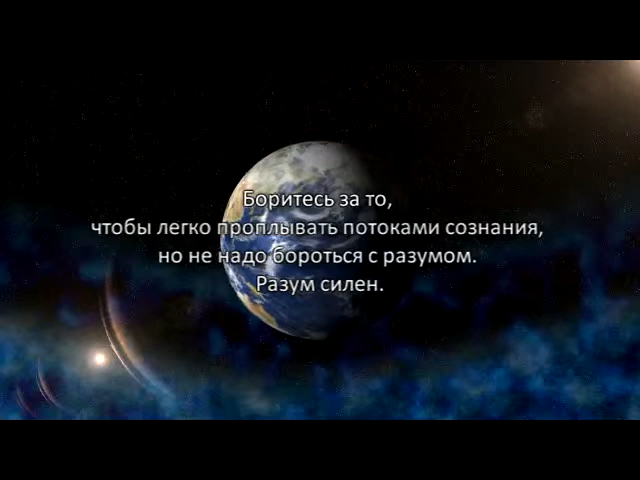 Боритесь за то,
чтобы легко проплывать потоками сознания,
но не надо бороться с разумом.
Разум силен.